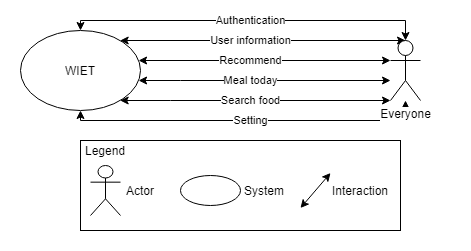 Authentication
User information
Recommend
WIET
Meal today
Search food
Everyone
Setting
Legend
Actor
System
Interaction